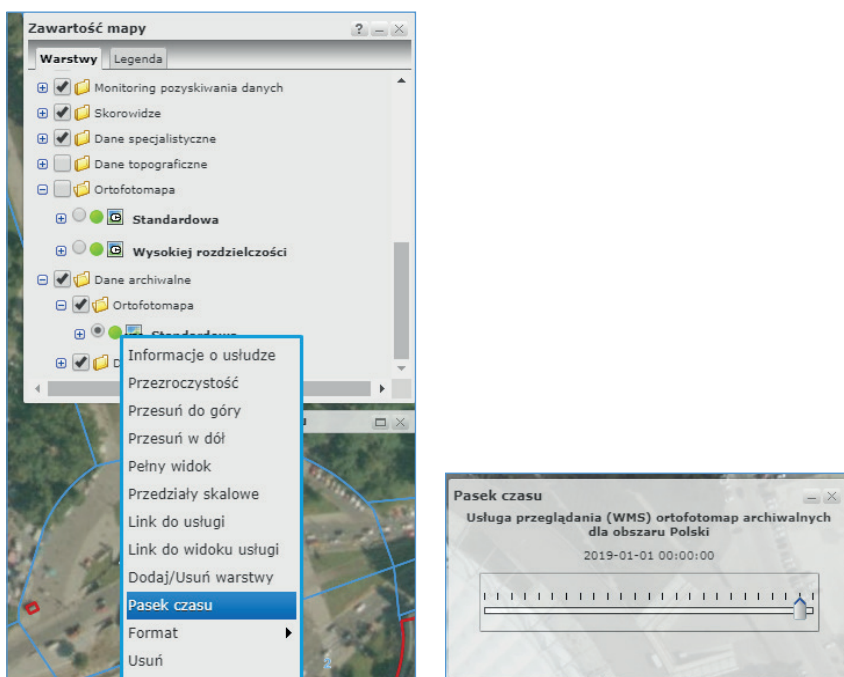 Zawartość mapy
? – ×
Warstwy Legenda
Monitoring pozyskiwania danych
Skorowidze
Dane specjalistyczne
Dane topograficzne
Ortofotomapa
Standardowa
Wysokiej rozdzielczości
Dane archiwalne
Ortofotomapa
Standardowa
D
Informacje o usłudze
Przezroczystość
Przesuń do góry
Przesuń w dół
Pełny widok
Przedziały skalowe
Link do usługi
Link do widoku usługi
Dodaj/Usuń warstwy
Pasek czasu
Format
Usuń
Pasek czasu
Usługa przeglądania (WMS) ortofotomap archiwalnych
dla obszaru Polski
2019-01-01 00:00:00